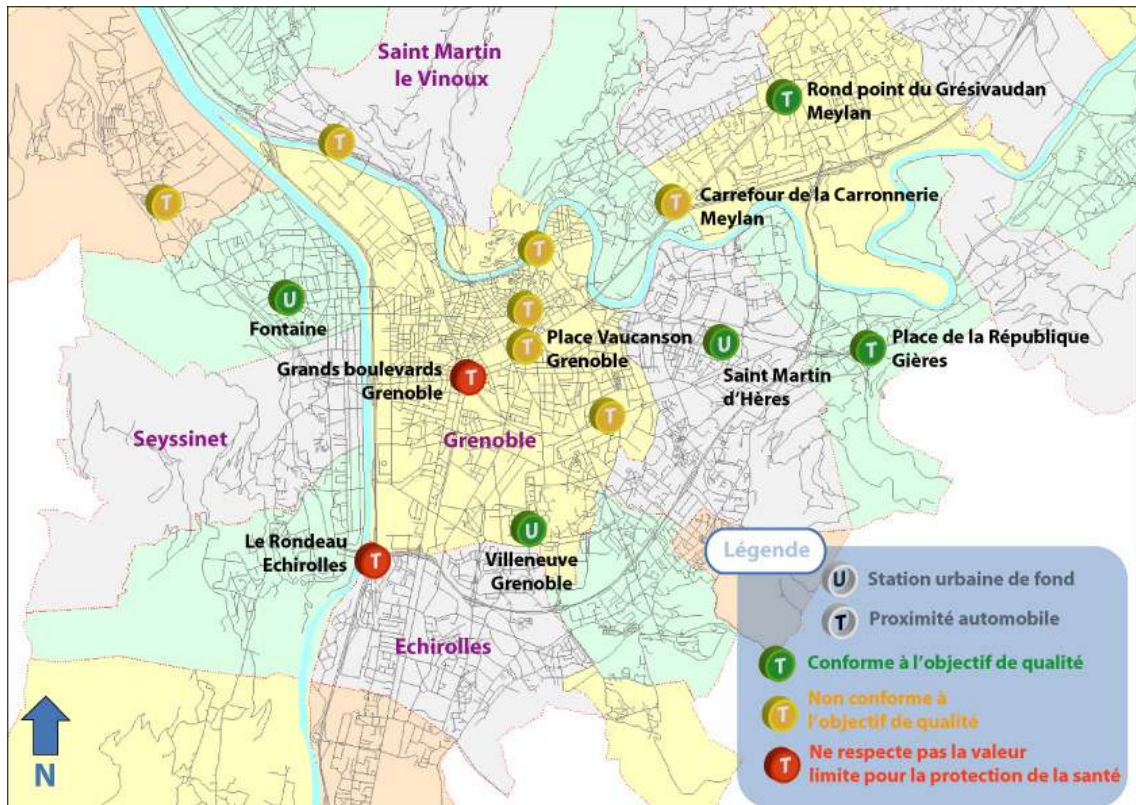 Saint Martin
le Vinoux
T
Rond point du Grésivaudan
Meylan
T
T
T
Carrefour de la Carronnerie
Meylan
T
U
Fontaine
T
T
Place Vaucanson
Grenoble
U
Saint Martin
d'Hères
T
Place de la République
Gières
Grands boulevards
Grenoble
T
T
Seyssinet
Grenoble
Le Rondeau
Echirolles
T
U
Villeneuve
Grenoble
Echirolles
N
Légende
U Station urbaine de fond
T Proximité automobile
T Conforme à l'objectif de qualité
T Non conforme à
l'objectif de qualité
T Ne respecte pas la valeur
limite pour la protection de la santé